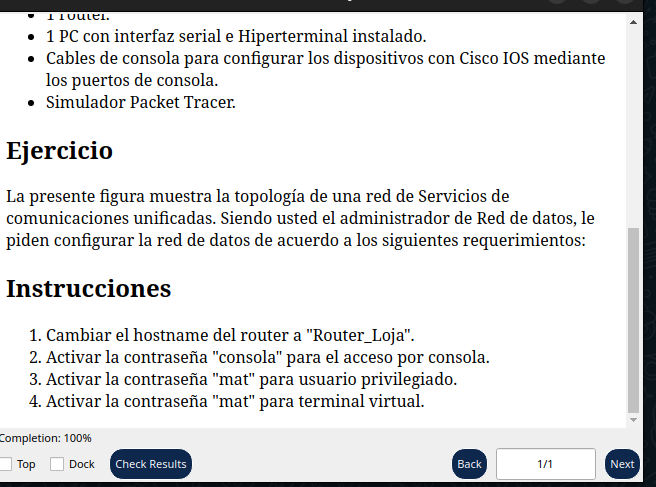 1 router.
1 PC con interfaz serial e Hiperterminal instalado.
Cables de consola para configurar los dispositivos con Cisco IOS mediante
los puertos de consola.
Simulador Packet Tracer.
Ejercicio
La presente figura muestra la topología de una red de Servicios de
comunicaciones unificadas. Siendo usted el administrador de Red de datos, le
piden configurar la red de datos de acuerdo a los siguientes requerimientos:
Instrucciones
1. Cambiar el hostname del router a "Router_Loja".
2. Activar la contraseña "consola" para el acceso por consola.
3. Activar la contraseña "mat" para usuario privilegiado.
4. Activar la contraseña "mat" para terminal virtual.
Completion: 100%
Top Dock Check Results Back 1/1 Next